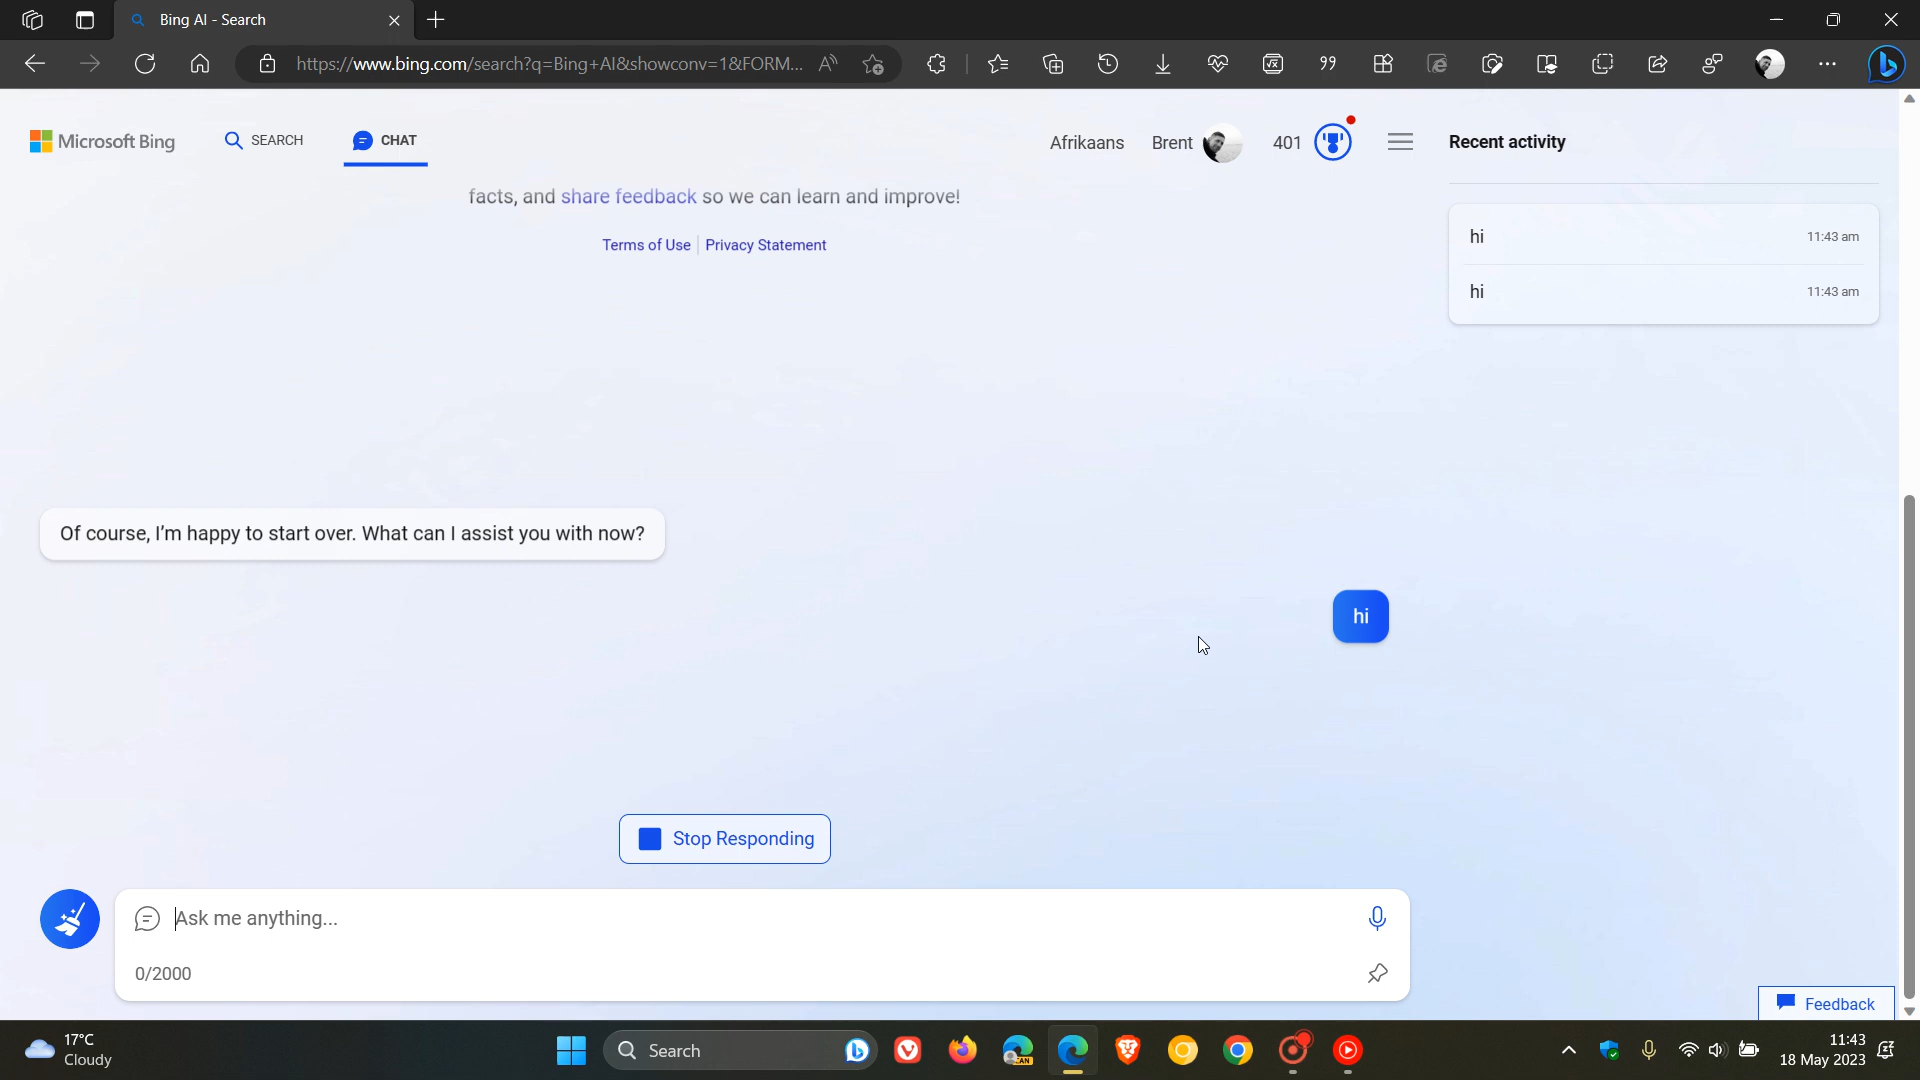 Bing AI - Search
https://www.bing.com/search?q=Bing+AI&showconv=1&FORM...
Microsoft Bing
SEARCH
CHAT
Afrikaans
Brent
401
Recent activity
facts, and share feedback so we can learn and improve!
Terms of Use
Privacy Statement
hi
11:43 am
hi
11:43 am
Of course, I'm happy to start over. What can I assist you with now?
hi
Stop Responding
Ask me anything...
0/2000
Feedback
17°C
Cloudy
Search
CAN
11:43
18 May 2023